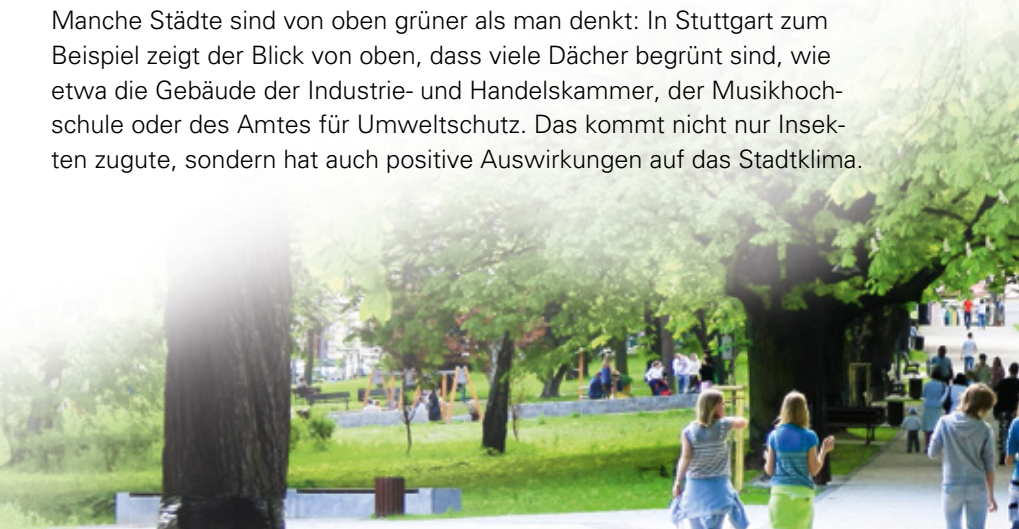 Manche Städte sind von oben grüner als man denkt: In Stuttgart zum
Beispiel zeigt der Blick von oben, dass viele Dächer begrünt sind, wie
etwa die Gebäude der Industrie- und Handelskammer, der Musikhoch-
schule oder des Amtes für Umweltschutz. Das kommt nicht nur Insek-
ten zugute, sondern hat auch positive Auswirkungen auf das Stadtklima.